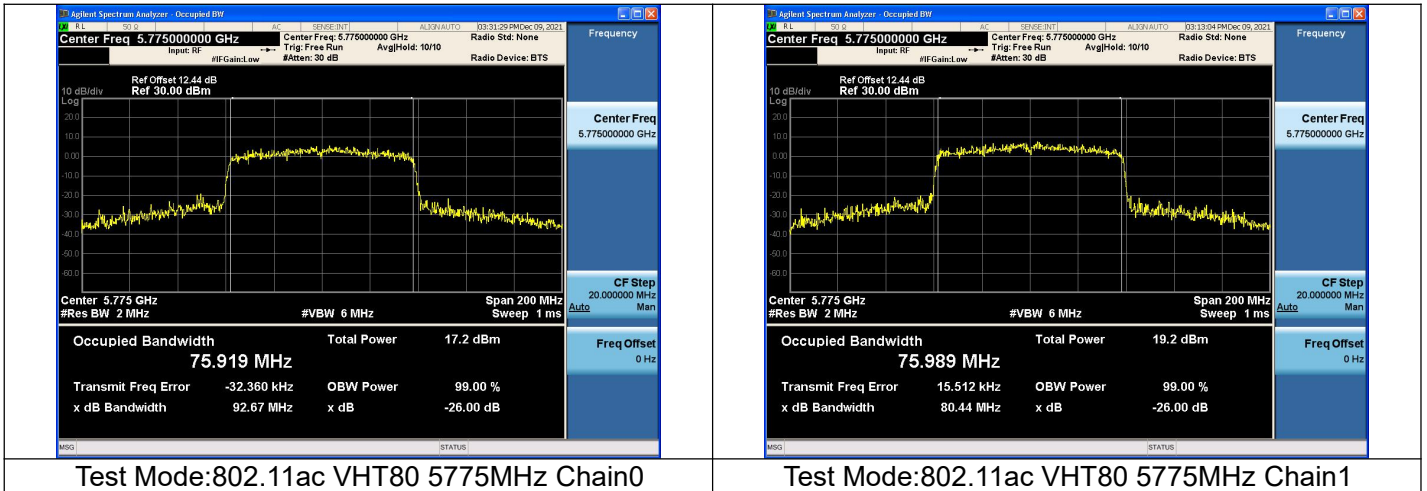 Agilent Spectrum Analyzer - Occupied BW
RL 50 Ω AC SENSE:INT ALIGNAUTO 03:31:29 PM Dec 09, 2021
Center Freq 5.775000000 GHz
Input: RF
#IFGain:Low
Center Freq: 5.775000000 GHz
Trig: Free Run Avg|Hold: 10/10
#Atten: 30 dB
Radio Std: None
Radio Device: BTS
Ref Offset 12.44 dB
10 dB/div Ref 30.00 dBm
Log
20.0
10.0
0.00
-10.0
-20.0
-30.0
-40.0
-50.0
-60.0
Center 5.775 GHz Span 200 MHz
#Res BW 2 MHz #VBW 6 MHz Sweep 1 ms
Occupied Bandwidth Total Power 17.2 dBm
75.919 MHz
Transmit Freq Error -32.360 kHz OBW Power 99.00 %
x dB Bandwidth 92.67 MHz x dB -26.00 dB
MSG STATUS
Frequency
Center Freq
5.775000000 GHz
CF Step
20.000000 MHz
Auto Man
Freq Offset
0 Hz
Test Mode:802.11ac VHT80 5775MHz Chain0
Agilent Spectrum Analyzer - Occupied BW
RL 50 Ω AC SENSE:INT ALIGNAUTO 03:13:04 PM Dec 09, 2021
Center Freq 5.775000000 GHz
Input: RF
#IFGain:Low
Center Freq: 5.775000000 GHz
Trig: Free Run Avg|Hold: 10/10
#Atten: 30 dB
Radio Std: None
Radio Device: BTS
Ref Offset 12.44 dB
10 dB/div Ref 30.00 dBm
Log
20.0
10.0
0.00
-10.0
-20.0
-30.0
-40.0
-50.0
-60.0
Center 5.775 GHz Span 200 MHz
#Res BW 2 MHz #VBW 6 MHz Sweep 1 ms
Occupied Bandwidth Total Power 19.2 dBm
75.989 MHz
Transmit Freq Error 15.512 kHz OBW Power 99.00 %
x dB Bandwidth 80.44 MHz x dB -26.00 dB
MSG STATUS
Frequency
Center Freq
5.775000000 GHz
CF Step
20.000000 MHz
Auto Man
Freq Offset
0 Hz
Test Mode:802.11ac VHT80 5775MHz Chain1